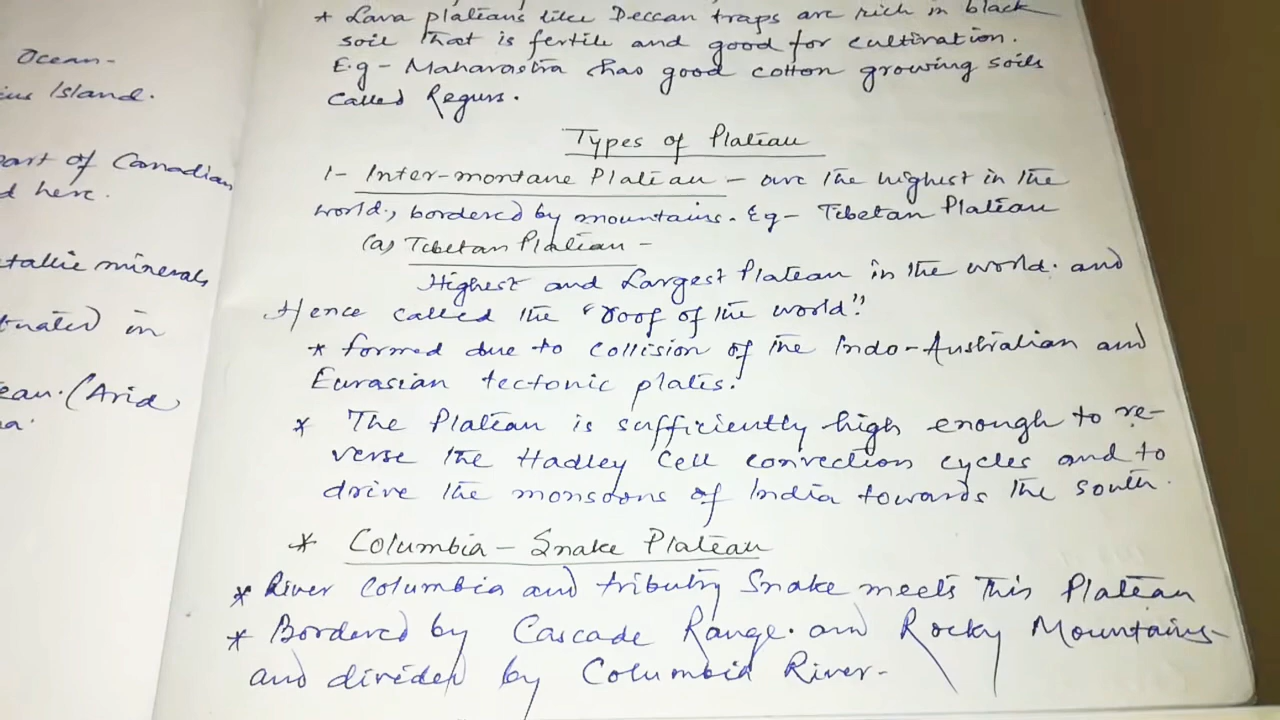 Ocean-
Island.
part of Canadian
d here.
tallic minerals
tuated in
ean. (Arid
* Lava plateaus like Deccan traps are rich in black
soil that is fertile and good for cultivation.
E.g - Maharastra has good cotton growing soils
called Regurs.
Types of Plateau
1- Inter-montane Plateau - are the highest in the
world, bordered by mountains. Eg- Tibetan Plateau
(a) Tibetan Plateau -
Highest and Largest Plateau in the world. and
Hence called the "roof of the world".
* formed due to collision of the Indo-Australian and
Eurasian tectonic plates.
* The Plateau is sufficiently high enough to re-
verse the Hadley Cell convection cycles and to
drive the monsoons of India towards the south.
* Columbia - Snake Plateau
* River Columbia and tributry Snake meets This Plateau
* Bordered by Cascade Range. and Rocky Mountains-
and divided by Columbia River-